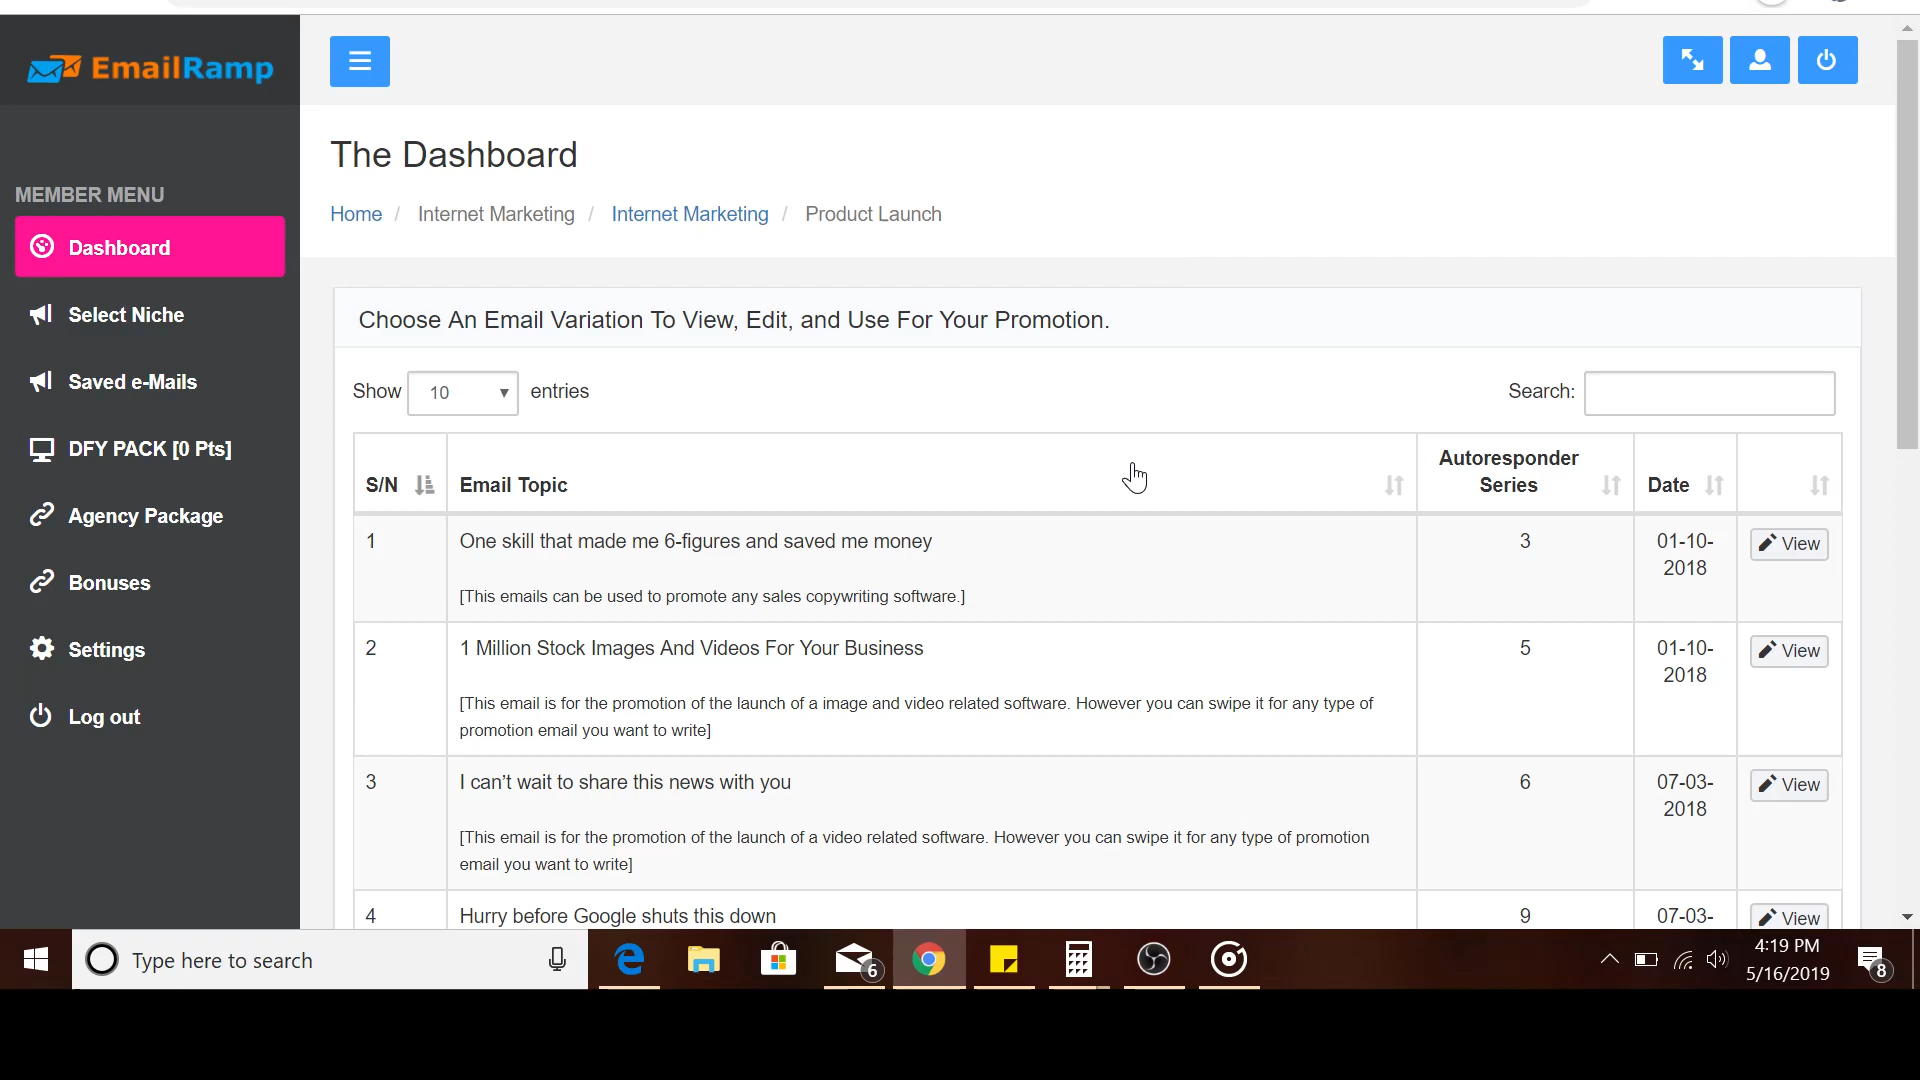 EmailRamp
MEMBER MENU
Dashboard
Select Niche
Saved e-Mails
DFY PACK [0 Pts]
Agency Package
Bonuses
Settings
Log out
The Dashboard
Home / Internet Marketing / Internet Marketing / Product Launch
Choose An Email Variation To View, Edit, and Use For Your Promotion.
Show 10 entries
Search:
S/N
Email Topic
Autoresponder
Series
Date
1
One skill that made me 6-figures and saved me money
[This emails can be used to promote any sales copywriting software.]
3
01-10-
2018
View
2
1 Million Stock Images And Videos For Your Business
[This email is for the promotion of the launch of a image and video related software. However you can swipe it for any type of
promotion email you want to write]
5
01-10-
2018
View
3
I can't wait to share this news with you
[This email is for the promotion of the launch of a video related software. However you can swipe it for any type of promotion
email you want to write]
6
07-03-
2018
View
4
Hurry before Google shuts this down
9
07-03-
View
Type here to search
6
4:19 PM
5/16/2019
8